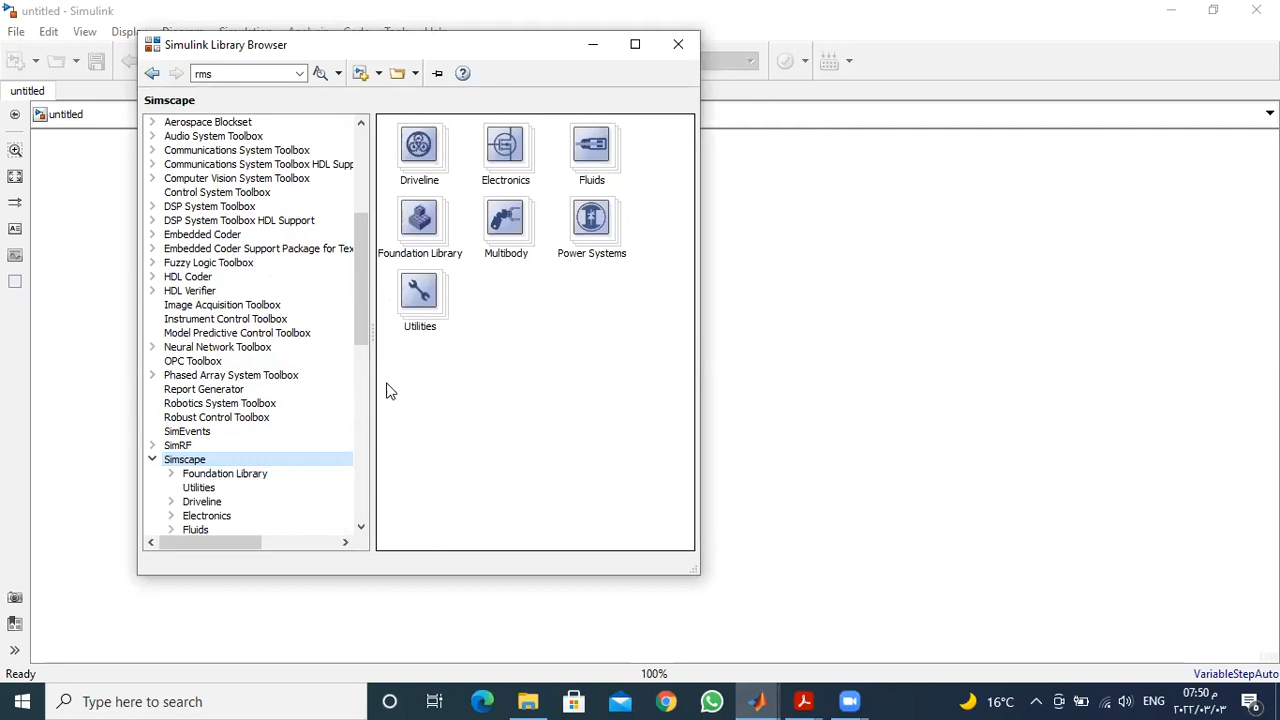 untitled - Simulink
File Edit View
Simulink Library Browser
rms
untitled
Simscape
untitled
Aerospace Blockset
Audio System Toolbox
Communications System Toolbox
Communications System Toolbox HDL Supp
Computer Vision System Toolbox
Control System Toolbox
DSP System Toolbox
DSP System Toolbox HDL Support
Embedded Coder
Embedded Coder Support Package for Tex
Fuzzy Logic Toolbox
HDL Coder
HDL Verifier
Image Acquisition Toolbox
Instrument Control Toolbox
Model Predictive Control Toolbox
Neural Network Toolbox
OPC Toolbox
Phased Array System Toolbox
Report Generator
Robotics System Toolbox
Robust Control Toolbox
SimEvents
SimRF
Simscape
Foundation Library
Utilities
Driveline
Electronics
Fluids
Driveline Electronics Fluids
Foundation Library Multibody Power Systems
Utilities
Ready 100% VariableStepAuto
Type here to search
16°C
ENG
07:50 م
٢٠٢٢/٠٣/٠٣